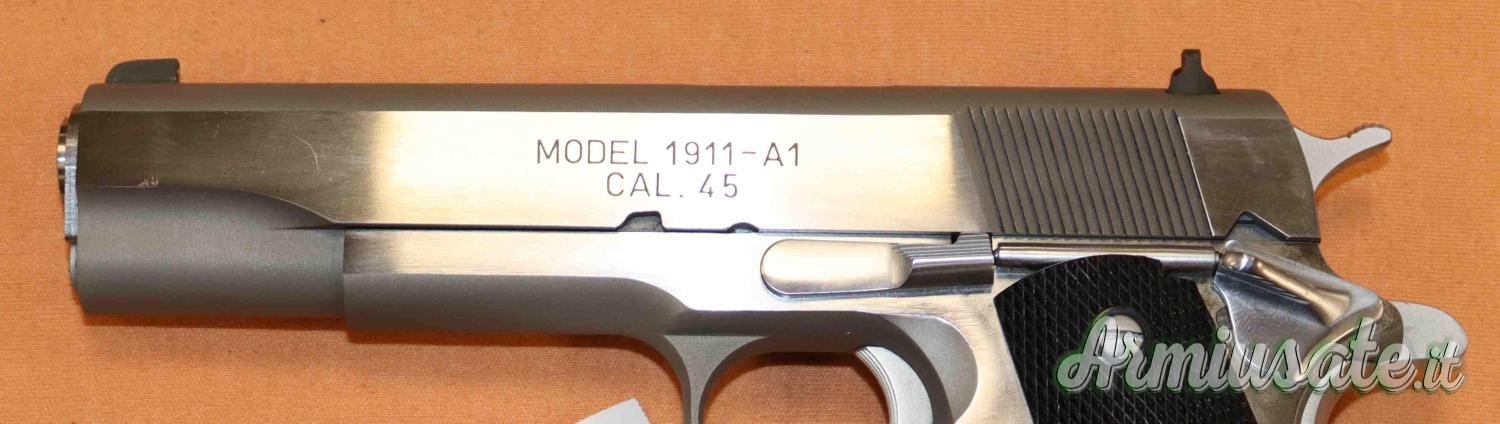 MODEL 1911-A1
CAL. 45
Armiusate.it